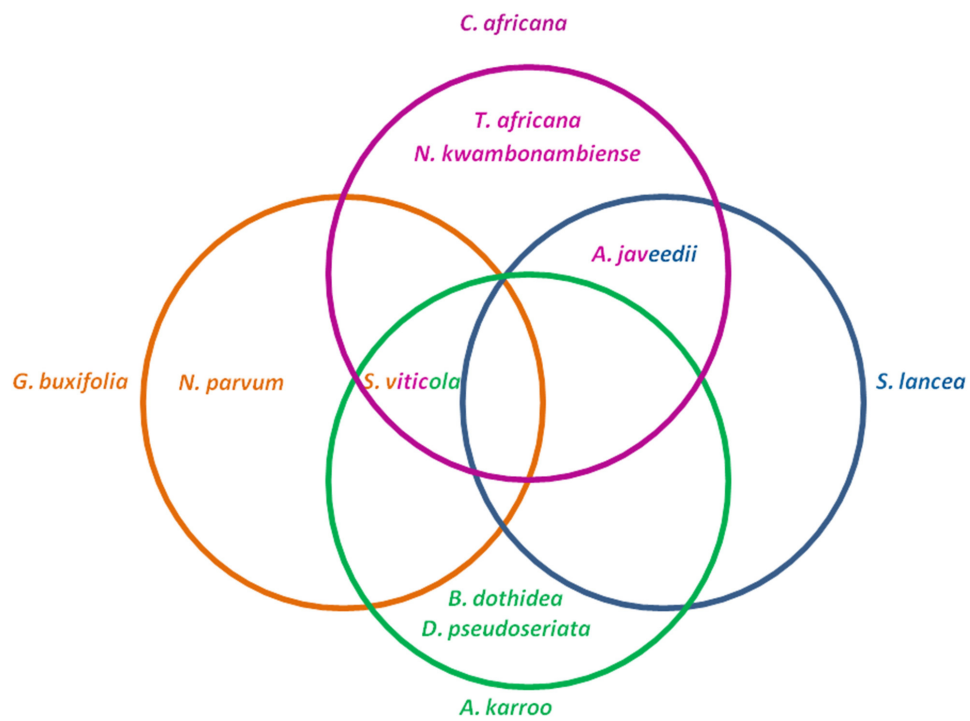 C. africana
T. africana
N. kwambonambiense
A. javeedii
G. buxifolia
N. parvum
S. viticola
S. lancea
B. dothidea
D. pseudoseriata
A. karroo